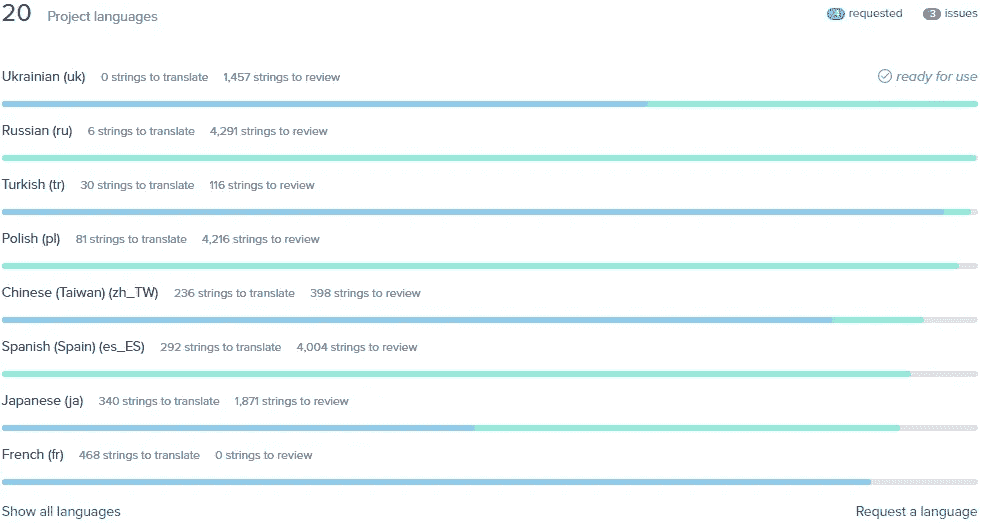 20 Project languages requested 3 issues
Ukrainian (uk) 0 strings to translate 1,457 strings to review ready for use
Russian (ru) 6 strings to translate 4,291 strings to review
Turkish (tr) 30 strings to translate 116 strings to review
Polish (pl) 81 strings to translate 4,216 strings to review
Chinese (Taiwan) (zh_TW) 236 strings to translate 398 strings to review
Spanish (Spain) (es_ES) 292 strings to translate 4,004 strings to review
Japanese (ja) 340 strings to translate 1,871 strings to review
French (fr) 468 strings to translate 0 strings to review
Show all languages Request a language